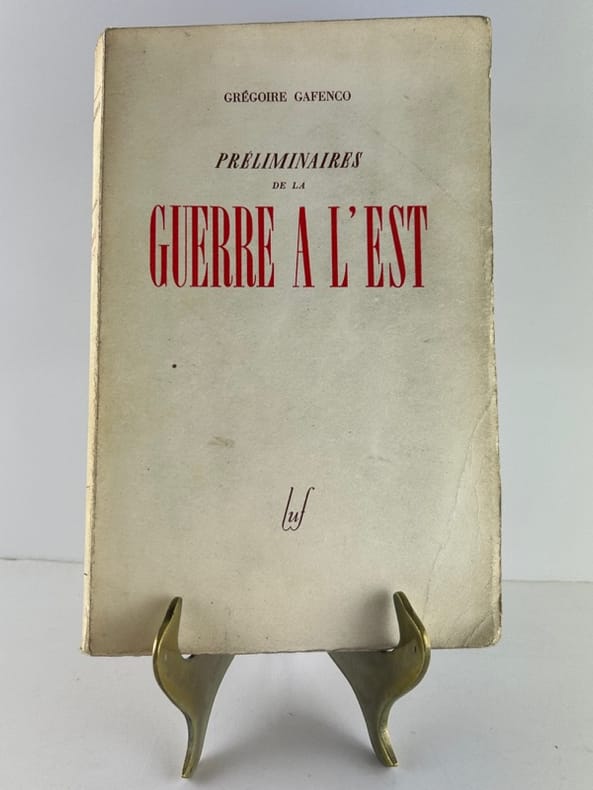 GRÉGOIRE GAFENCO
PRÉLIMINAIRES
DE LA
GUERRE A L'EST
luf